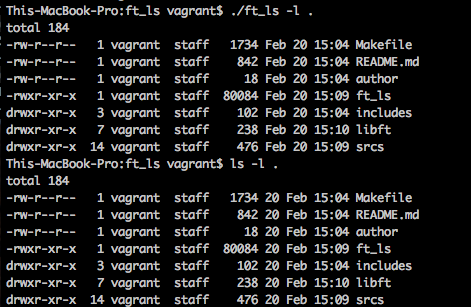 This-MacBook-Pro:ft_ls vagrant$ ./ft_ls -l .
total 184
-rw-r--r--   1 vagrant  staff   1734 Feb 20 15:04 Makefile
-rw-r--r--   1 vagrant  staff    842 Feb 20 15:04 README.md
-rw-r--r--   1 vagrant  staff     18 Feb 20 15:04 author
-rwxr-xr-x   1 vagrant  staff  80084 Feb 20 15:09 ft_ls
drwxr-xr-x   3 vagrant  staff    102 Feb 20 15:04 includes
drwxr-xr-x   7 vagrant  staff    238 Feb 20 15:10 libft
drwxr-xr-x  14 vagrant  staff    476 Feb 20 15:09 srcs
This-MacBook-Pro:ft_ls vagrant$ ls -l .
total 184
-rw-r--r--   1 vagrant  staff   1734 20 Feb 15:04 Makefile
-rw-r--r--   1 vagrant  staff    842 20 Feb 15:04 README.md
-rw-r--r--   1 vagrant  staff     18 20 Feb 15:04 author
-rwxr-xr-x   1 vagrant  staff  80084 20 Feb 15:09 ft_ls
drwxr-xr-x   3 vagrant  staff    102 20 Feb 15:04 includes
drwxr-xr-x   7 vagrant  staff    238 20 Feb 15:10 libft
drwxr-xr-x  14 vagrant  staff    476 20 Feb 15:09 srcs